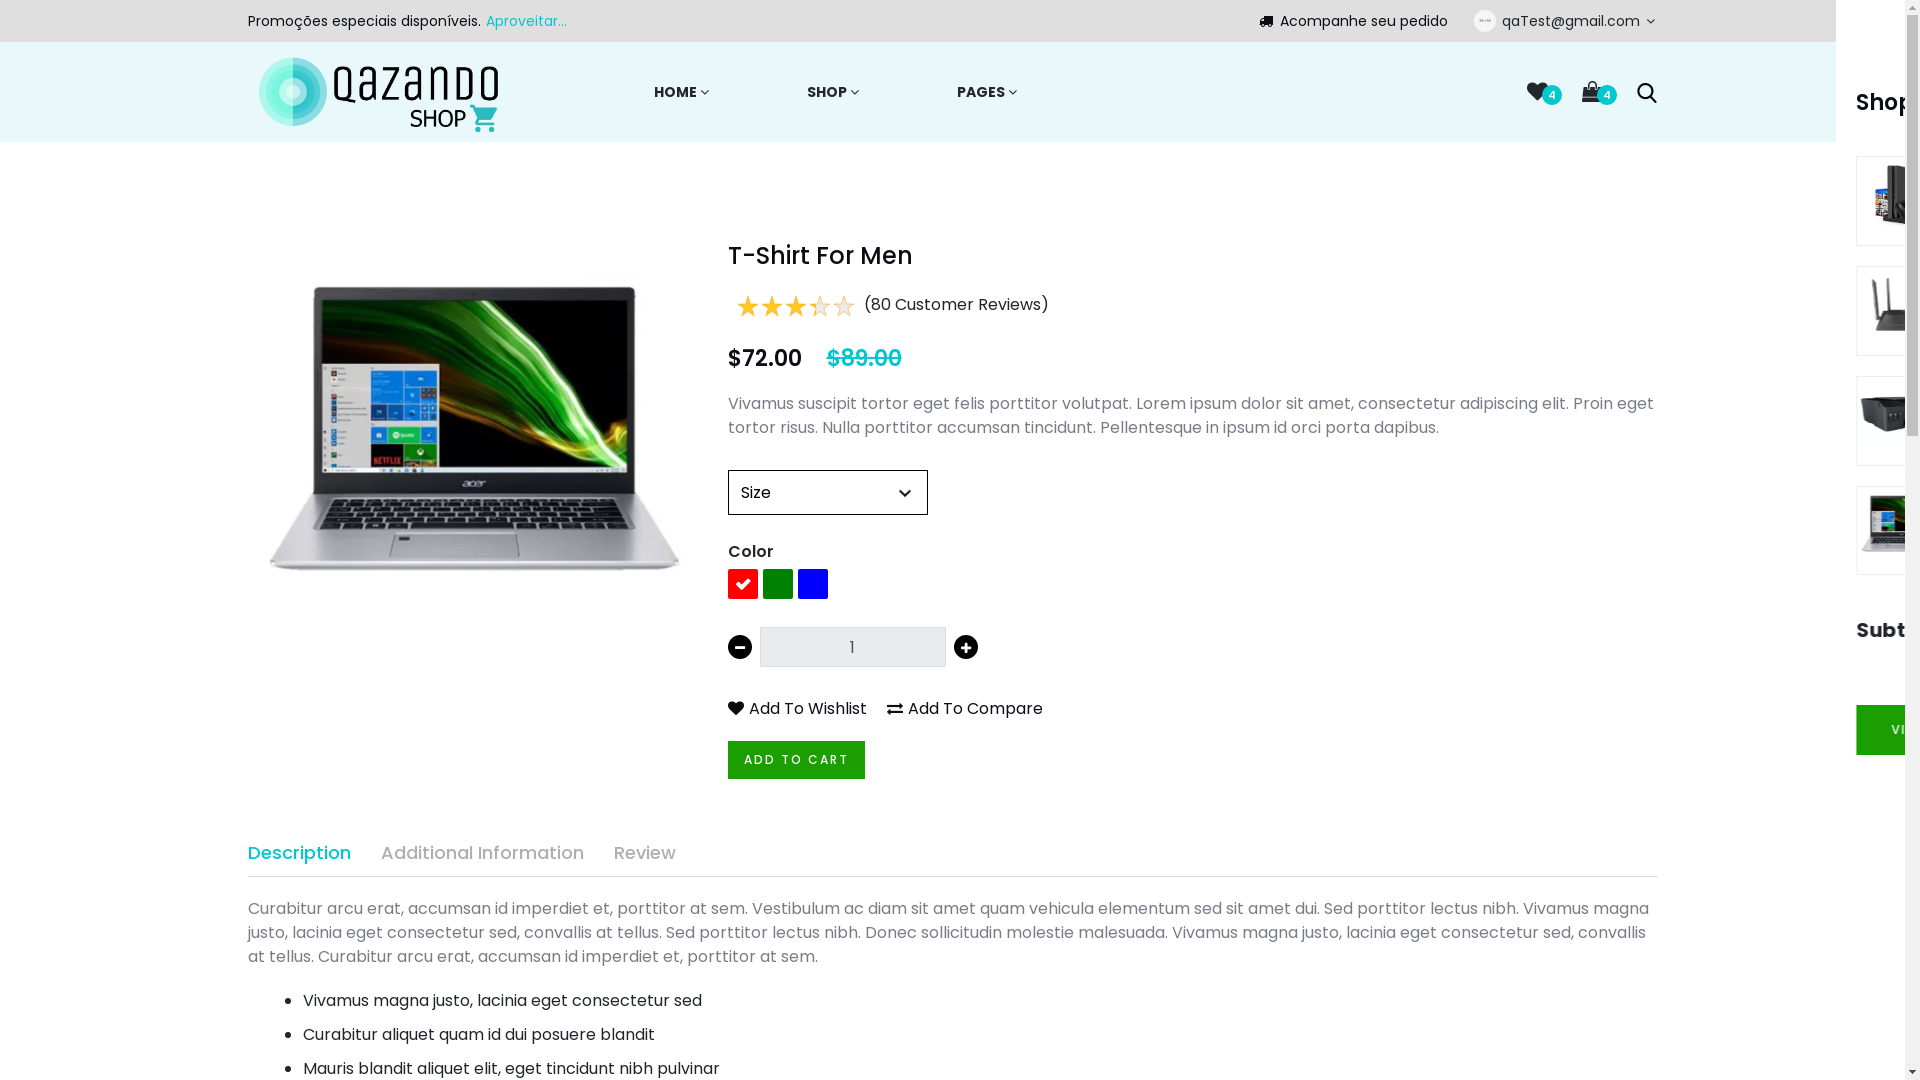 Promoções especiais disponíveis. Aproveitar...
Acompanhe seu pedido
qaTest@gmail.com
Qazando
SHOP
HOME
SHOP
PAGES
4
4
Shop
T-Shirt For Men
(80 Customer Reviews)
$72.00 $89.00
Vivamus suscipit tortor eget felis porttitor volutpat. Lorem ipsum dolor sit amet, consectetur adipiscing elit. Proin eget
tortor risus. Nulla porttitor accumsan tincidunt. Pellentesque in ipsum id orci porta dapibus.
NETFLIX
acer
Size
Color
1
Subt
Add To Wishlist
Add To Compare
VI
ADD TO CART
Description
Additional Information
Review
Curabitur arcu erat, accumsan id imperdiet et, porttitor at sem. Vestibulum ac diam sit amet quam vehicula elementum sed sit amet dui. Sed porttitor lectus nibh. Vivamus magna
justo, lacinia eget consectetur sed, convallis at tellus. Sed porttitor lectus nibh. Donec sollicitudin molestie malesuada. Vivamus magna justo, lacinia eget consectetur sed, convallis
at tellus. Curabitur arcu erat, accumsan id imperdiet et, porttitor at sem.
Vivamus magna justo, lacinia eget consectetur sed
Curabitur aliquet quam id dui posuere blandit
Mauris blandit aliquet elit, eget tincidunt nibh pulvinar